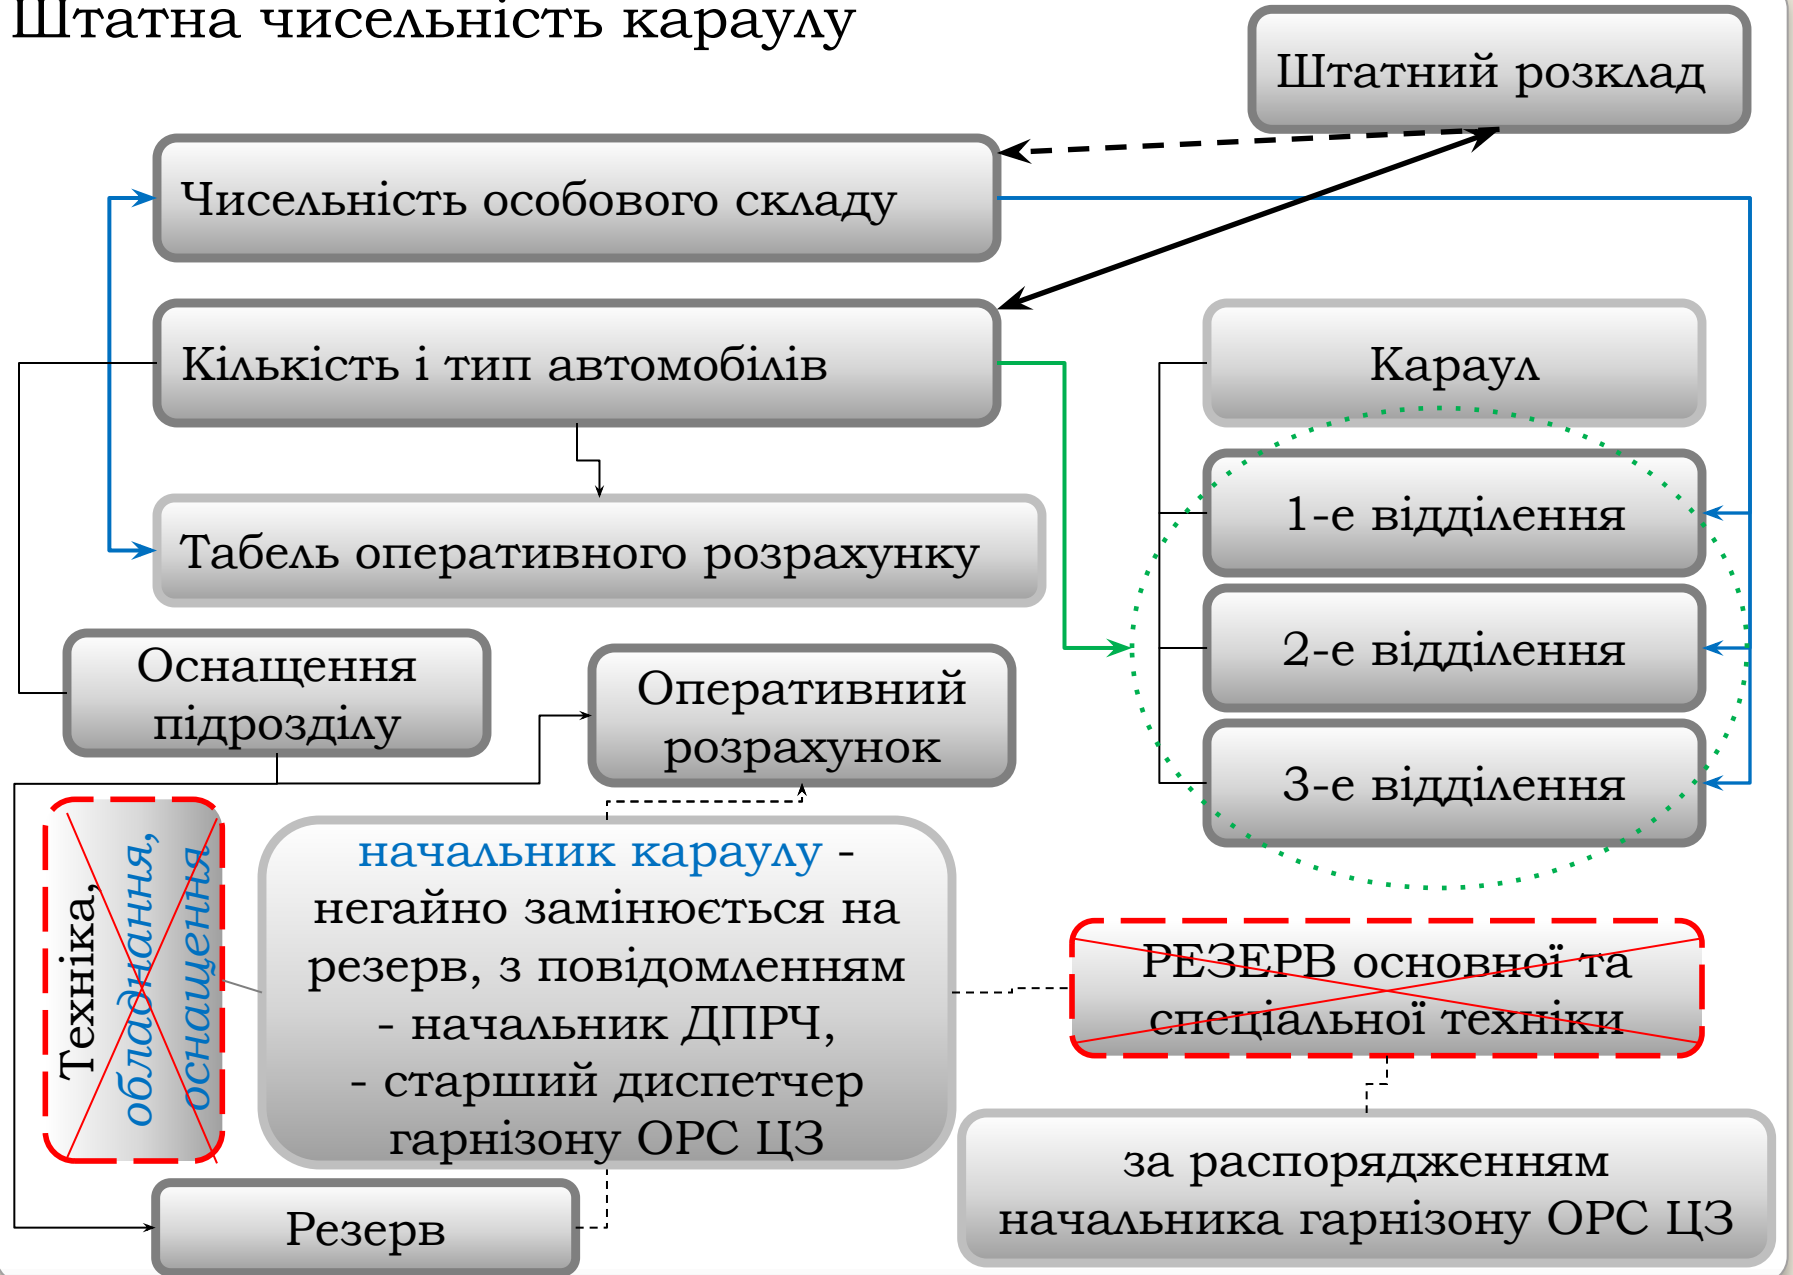 Штатна чисельність караулу
Штатний розклад
Чисельність особового складу
Кількість і тип автомобілів
Караул
1-е відділення
Табель оперативного розрахунку
2-е відділення
Оснащення
підрозділу
Оперативний
розрахунок
3-е відділення
Техніка,
обладнання,
оснащення
начальник караулу -
негайно замінюється на
резерв, з повідомленням
- начальник ДПРЧ,
- старший диспетчер
гарнізону ОРС ЦЗ
РЕЗЕРВ основної та
спеціальної техніки
за распорядженням
начальника гарнізону ОРС ЦЗ
Резерв